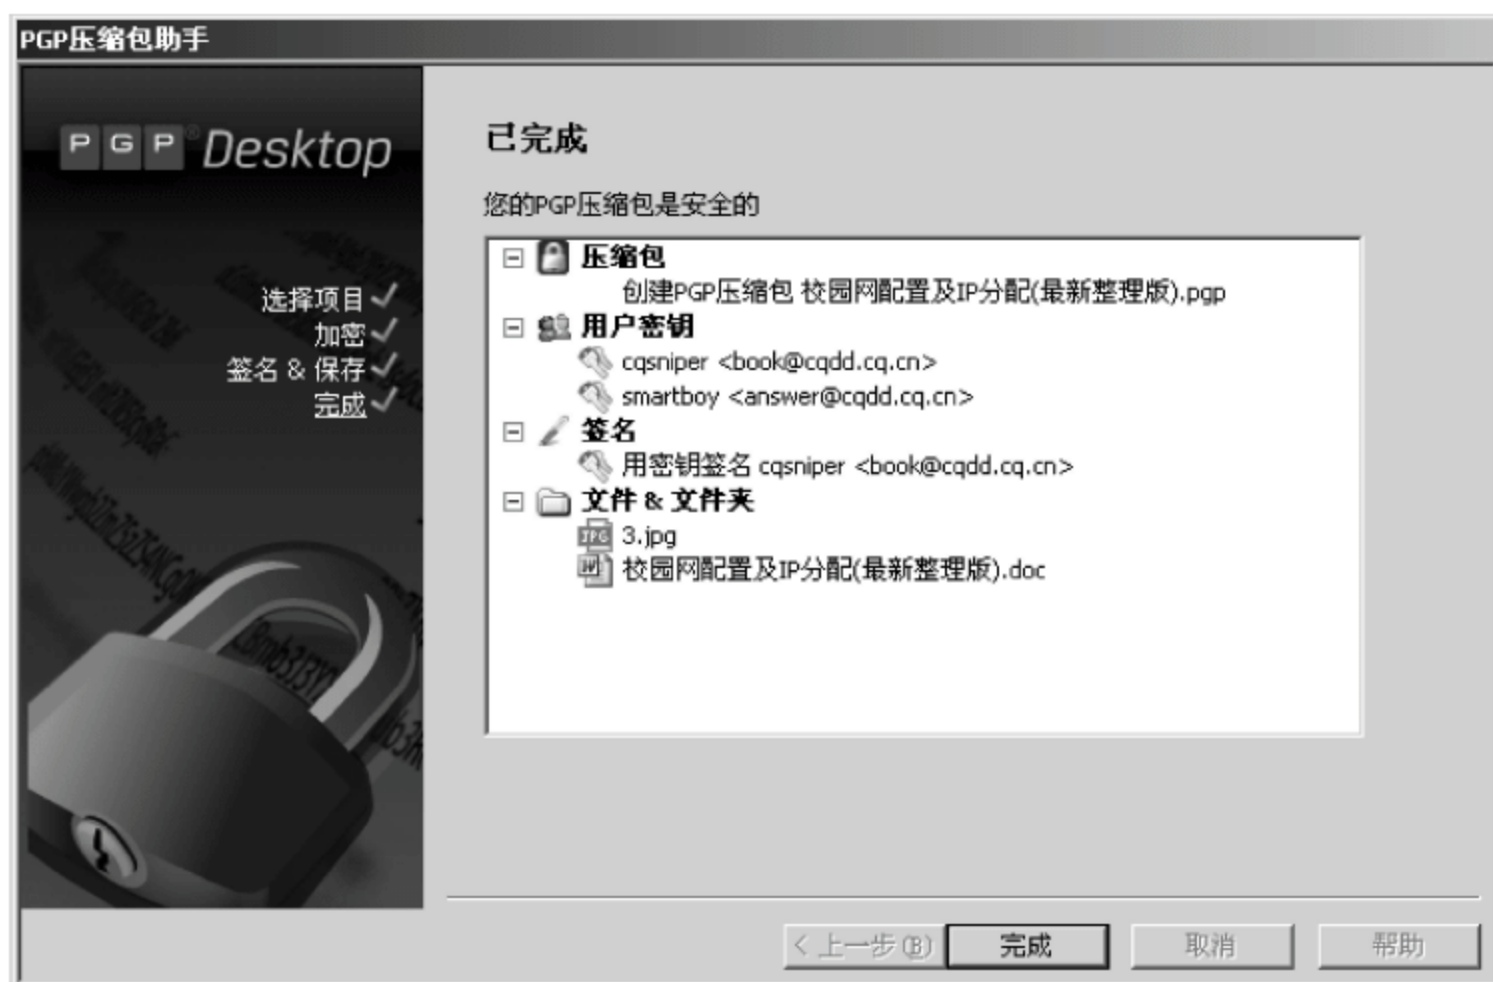 PGP压缩包助手
PGP® Desktop
选择项目
加密
签名 & 保存
完成
已完成
您的PGP压缩包是安全的
压缩包
创建PGP压缩包 校园网配置及IP分配(最新整理版).pgp
用户密钥
cqsniper <book@cqdd.cq.cn>
smartboy <answer@cqdd.cq.cn>
签名
用密钥签名 cqsniper <book@cqdd.cq.cn>
文件 & 文件夹
JPG 3.jpg
W 校园网配置及IP分配(最新整理版).doc
< 上一步(B)
完成
取消
帮助